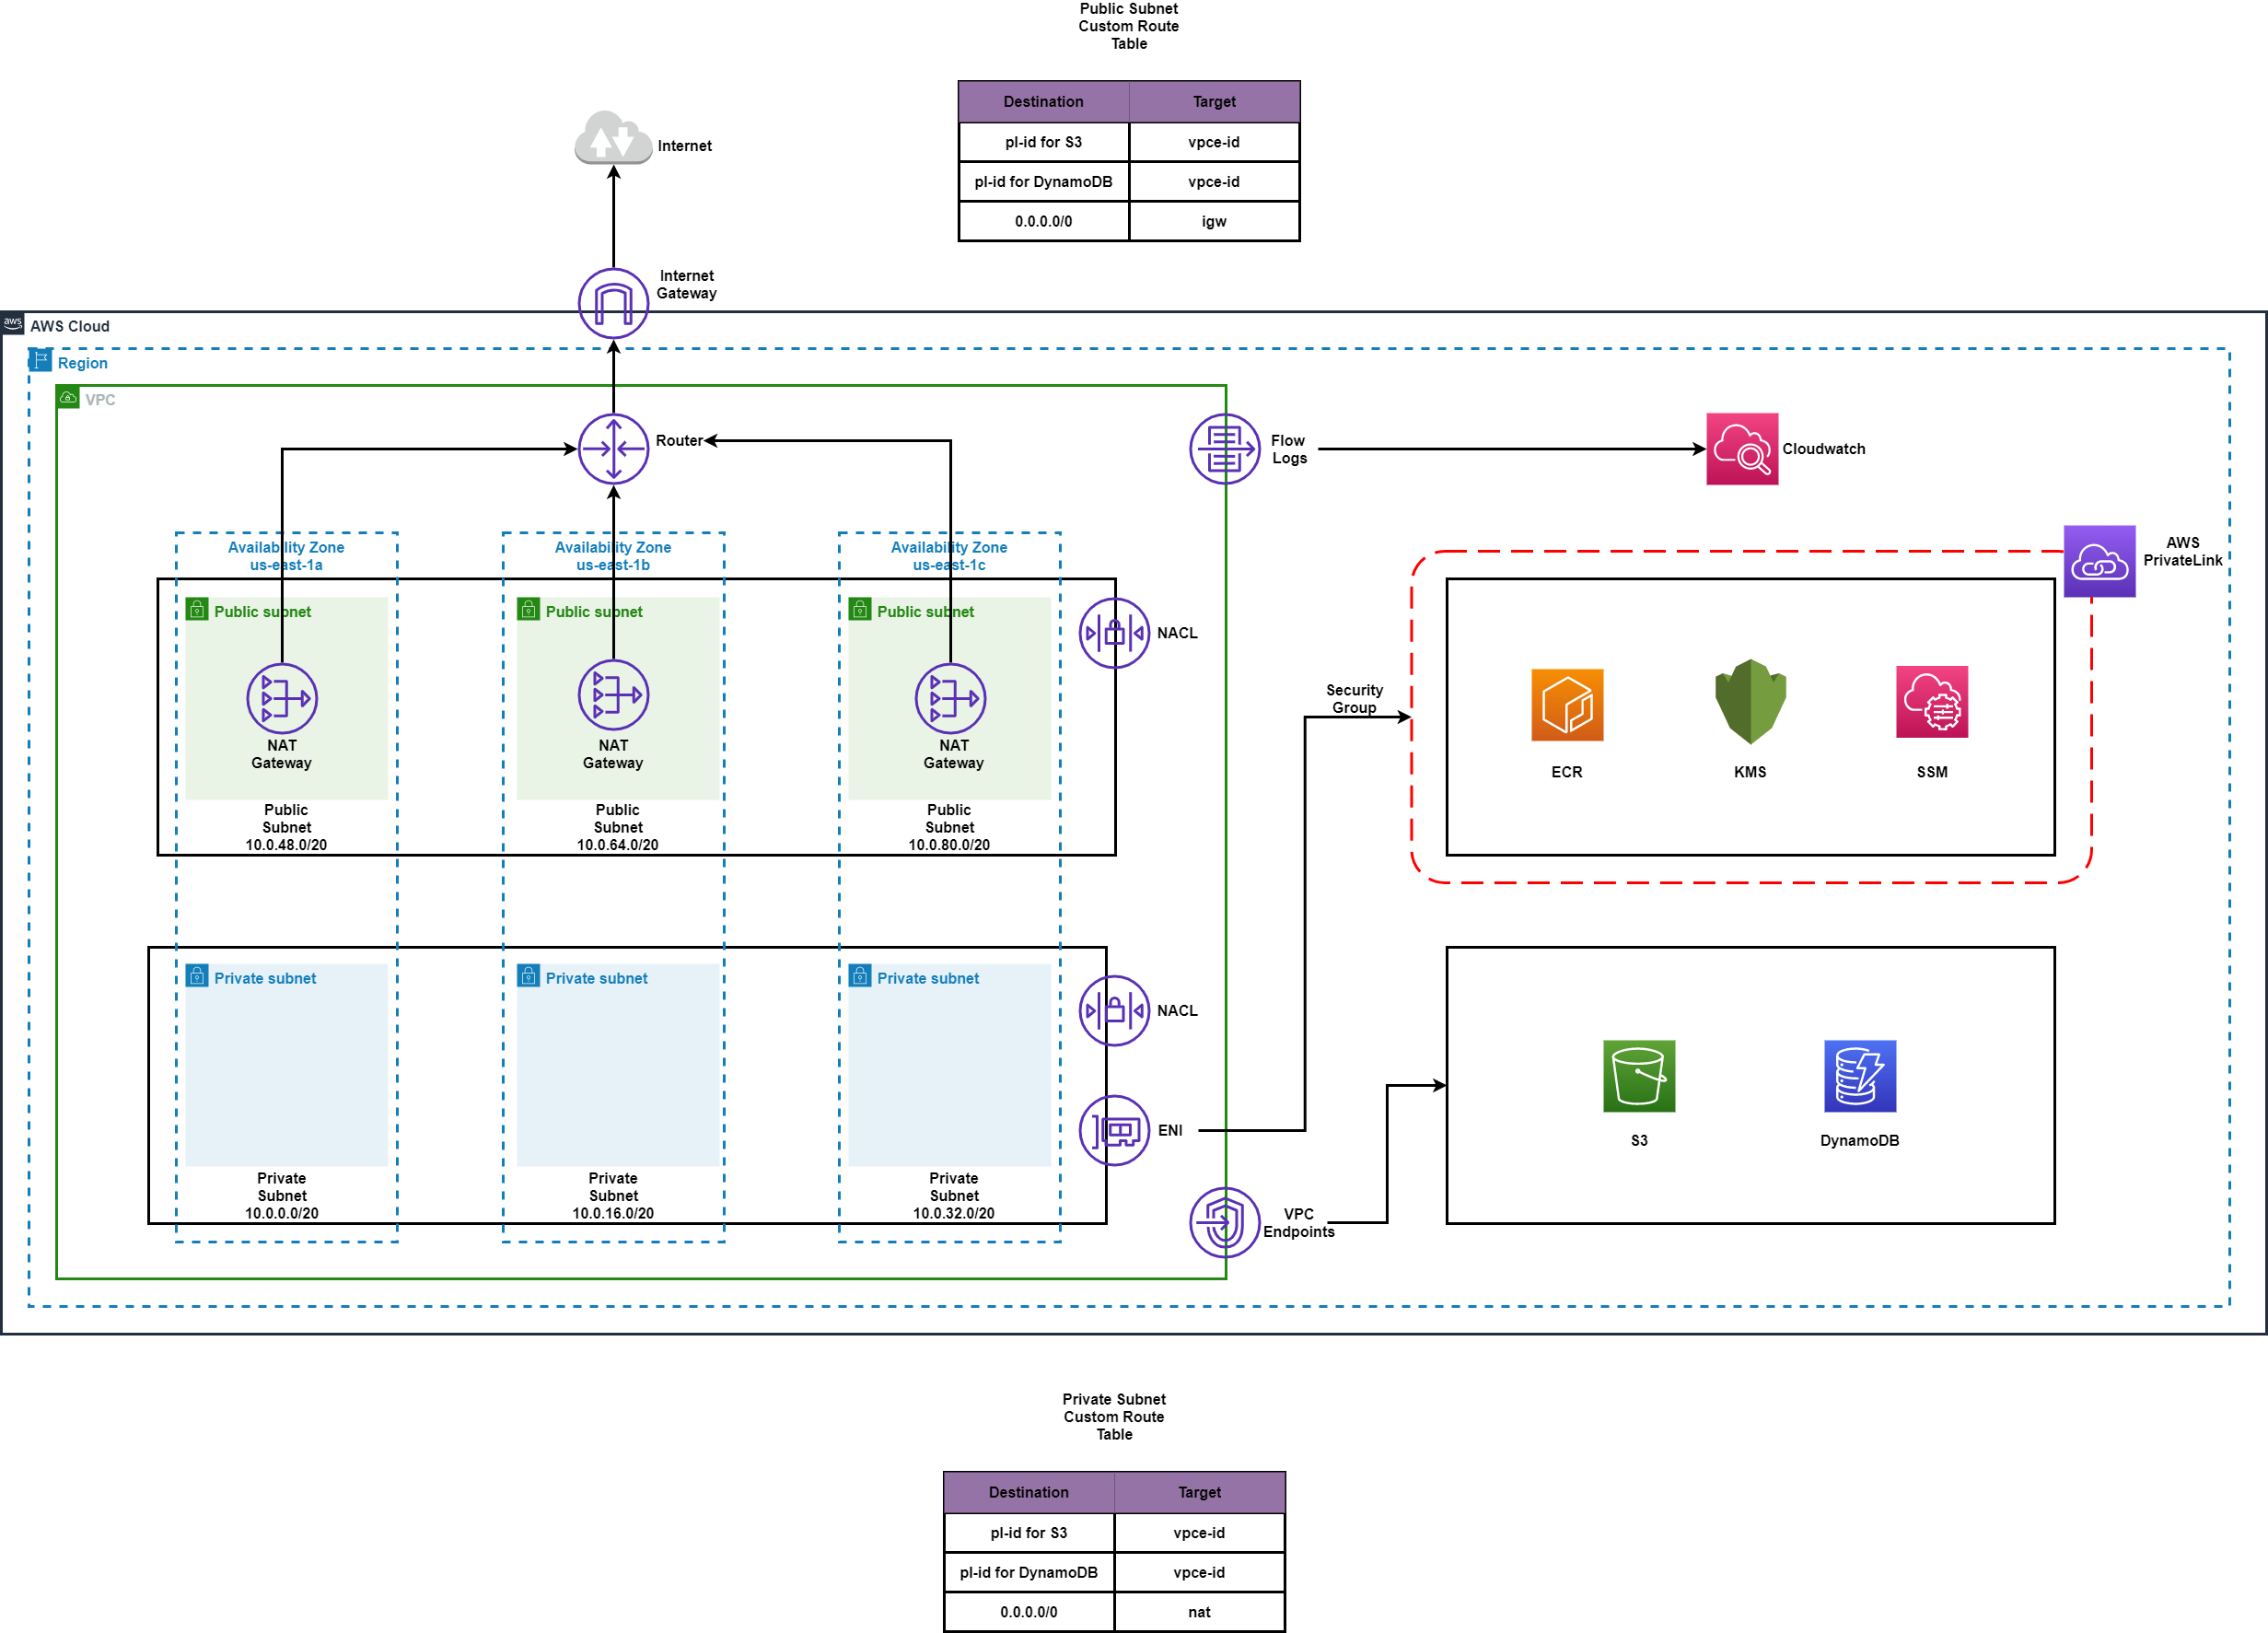 Public Subnet
Custom Route
Table
Destination
Target
pl-id for S3
vpce-id
pl-id for DynamoDB
vpce-id
0.0.0.0/0
igw
Internet
Internet
Gateway
aws
AWS Cloud
Region
VPC
Router
Flow
Logs
Cloudwatch
Availability Zone
us-east-1a
Availability Zone
us-east-1b
Availability Zone
us-east-1c
AWS
PrivateLink
Public subnet
Public subnet
Public subnet
NACL
NAT
Gateway
NAT
Gateway
NAT
Gateway
Security
Group
ECR
KMS
SSM
Public
Subnet
10.0.48.0/20
Public
Subnet
10.0.64.0/20
Public
Subnet
10.0.80.0/20
Private subnet
Private subnet
Private subnet
NACL
ENI
S3
DynamoDB
Private
Subnet
10.0.0.0/20
Private
Subnet
10.0.16.0/20
Private
Subnet
10.0.32.0/20
VPC
Endpoints
Private Subnet
Custom Route
Table
Destination
Target
pl-id for S3
vpce-id
pl-id for DynamoDB
vpce-id
0.0.0.0/0
nat